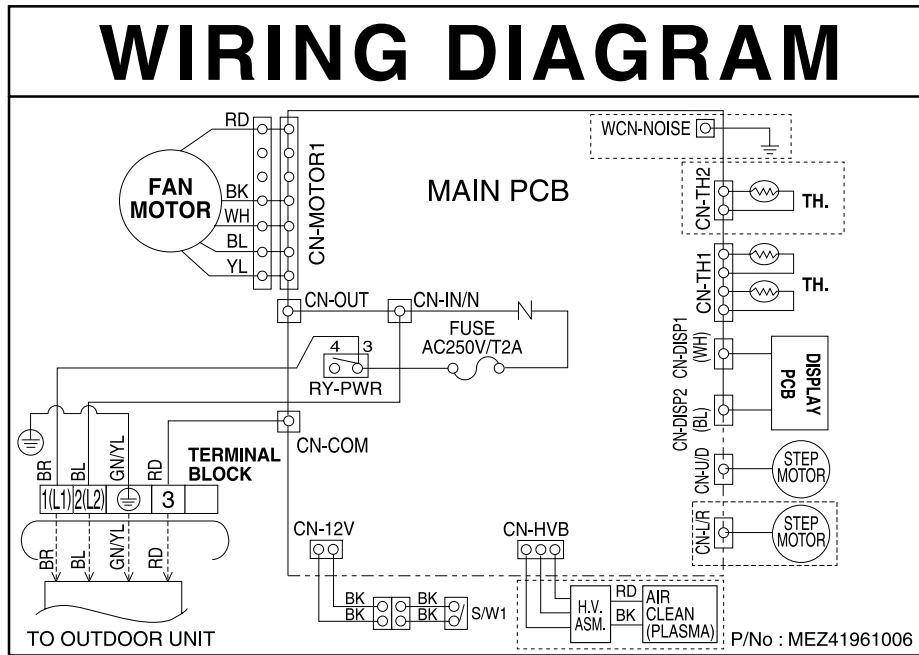 WIRING DIAGRAM
RD
BK
WH
BL
YL
FAN
MOTOR
CN-MOTOR1
MAIN PCB
WCN-NOISE
CN-TH2
TH.
CN-TH1
TH.
CN-OUT
CN-IN/N
N
FUSE
AC250V/T2A
4 3
RY-PWR
CN-DISP1
(WH)
DISPLAY
PCB
CN-DISP2
(BL)
CN-COM
CN-U/D
STEP
MOTOR
CN-L/R
STEP
MOTOR
BR
BL
GN/YL
RD
TERMINAL
BLOCK
1(L1)
2(L2)
3
BR
BL
GN/YL
RD
TO OUTDOOR UNIT
CN-12V
BK
BK
BK
BK
S/W1
CN-HVB
H.V.
ASM.
RD
BK
AIR
CLEAN
(PLASMA)
P/No : MEZ41961006